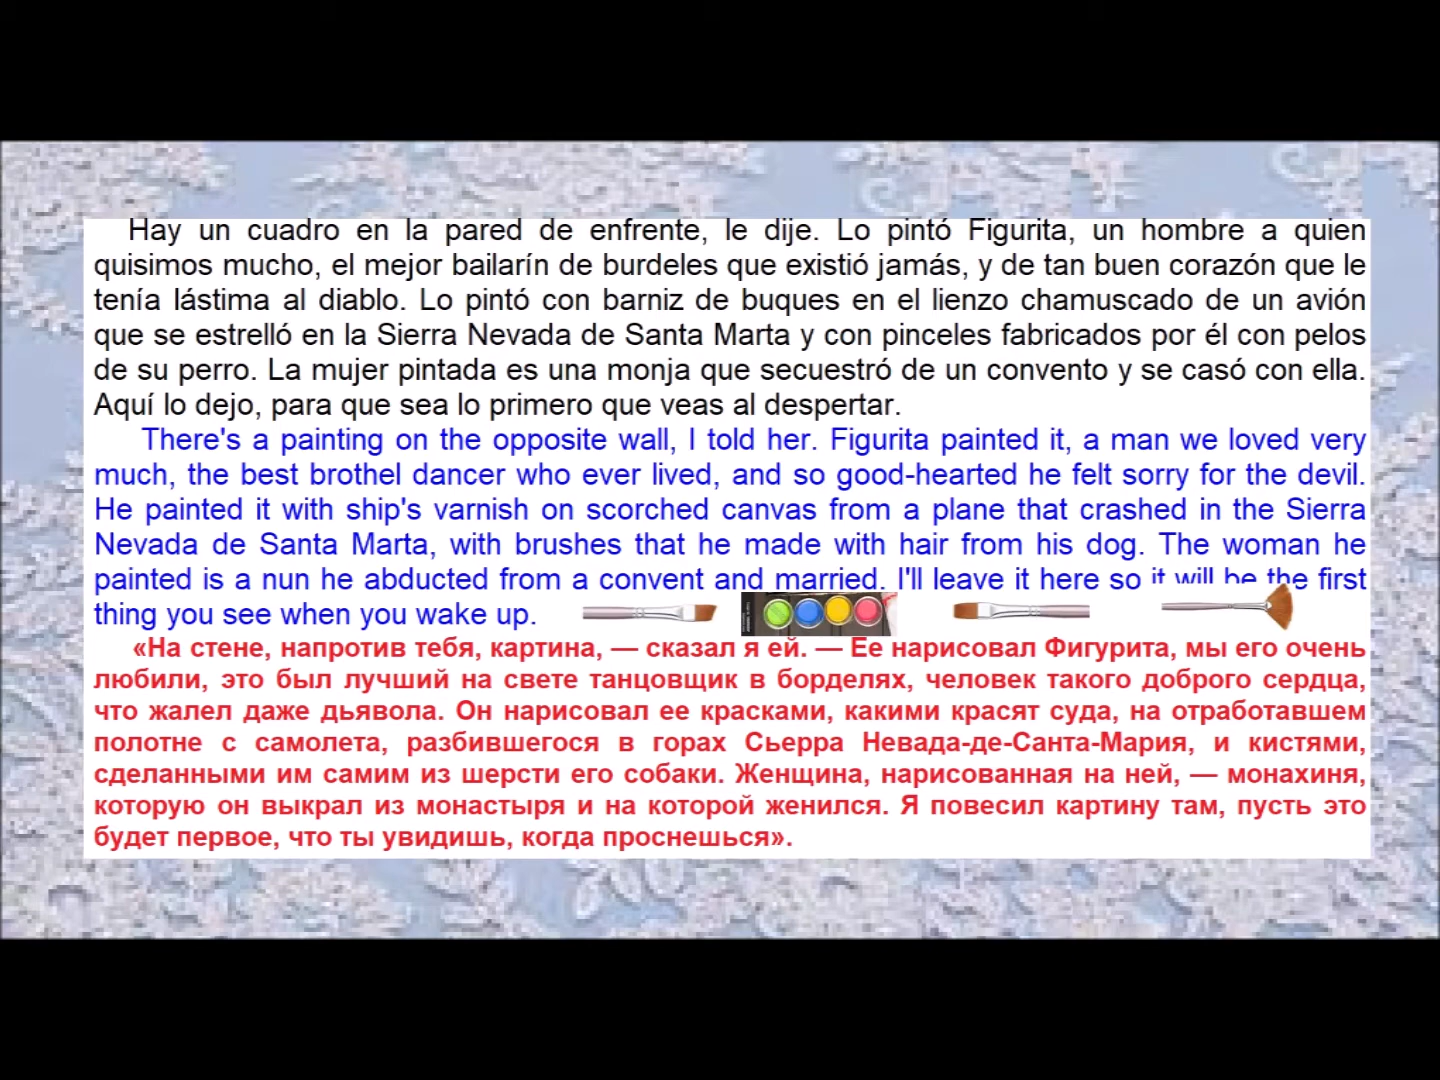 Hay un cuadro en la pared de enfrente, le dije. Lo pintó Figurita, un hombre a quien
quisimos mucho, el mejor bailarín de burdeles que existió jamás, y de tan buen corazón que le
tenía lástima al diablo. Lo pintó con barniz de buques en el lienzo chamuscado de un avión
que se estrelló en la Sierra Nevada de Santa Marta y con pinceles fabricados por él con pelos
de su perro. La mujer pintada es una monja que secuestró de un convento y se casó con ella.
Aquí lo dejo, para que sea lo primero que veas al despertar.
There's a painting on the opposite wall, I told her. Figurita painted it, a man we loved very
much, the best brothel dancer who ever lived, and so good-hearted he felt sorry for the devil.
He painted it with ship's varnish on scorched canvas from a plane that crashed in the Sierra
Nevada de Santa Marta, with brushes that he made with hair from his dog. The woman he
painted is a nun he abducted from a convent and married. I'll leave it here so it will be the first
thing you see when you wake up.
«На стене, напротив тебя, картина, — сказал я ей. — Ее нарисовал Фигурита, мы его очень
любили, это был лучший на свете танцовщик в борделях, человек такого доброго сердца,
что жалел даже дьявола. Он нарисовал ее красками, какими красят суда, на отработавшем
полотне с самолета, разбившегося в горах Сьерра Невада-де-Санта-Мария, и кистями,
сделанными им самим из шерсти его собаки. Женщина, нарисованная на ней, — монахиня,
которую он выкрал из монастыря и на которой женился. Я повесил картину там, пусть это
будет первое, что ты увидишь, когда проснешься».